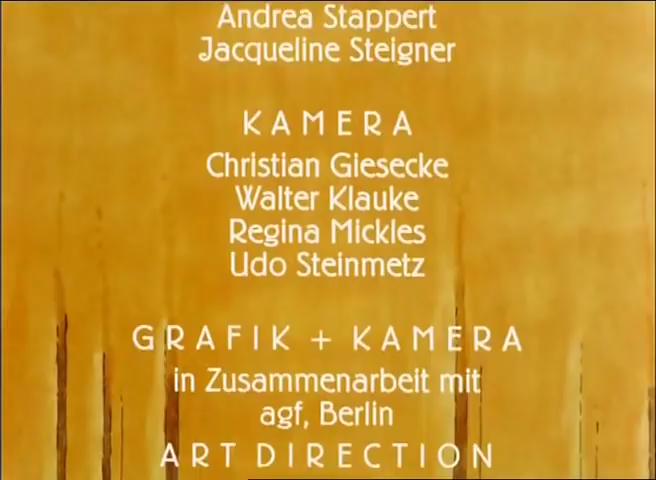 Andrea Stappert
Jacqueline Steigner
KAMERA
Christian Giesecke
Walter Klauke
Regina Mickles
Udo Steinmetz
GRAFIK + KAMERA
in Zusammenarbeit mit
agf, Berlin
ART DIRECTION